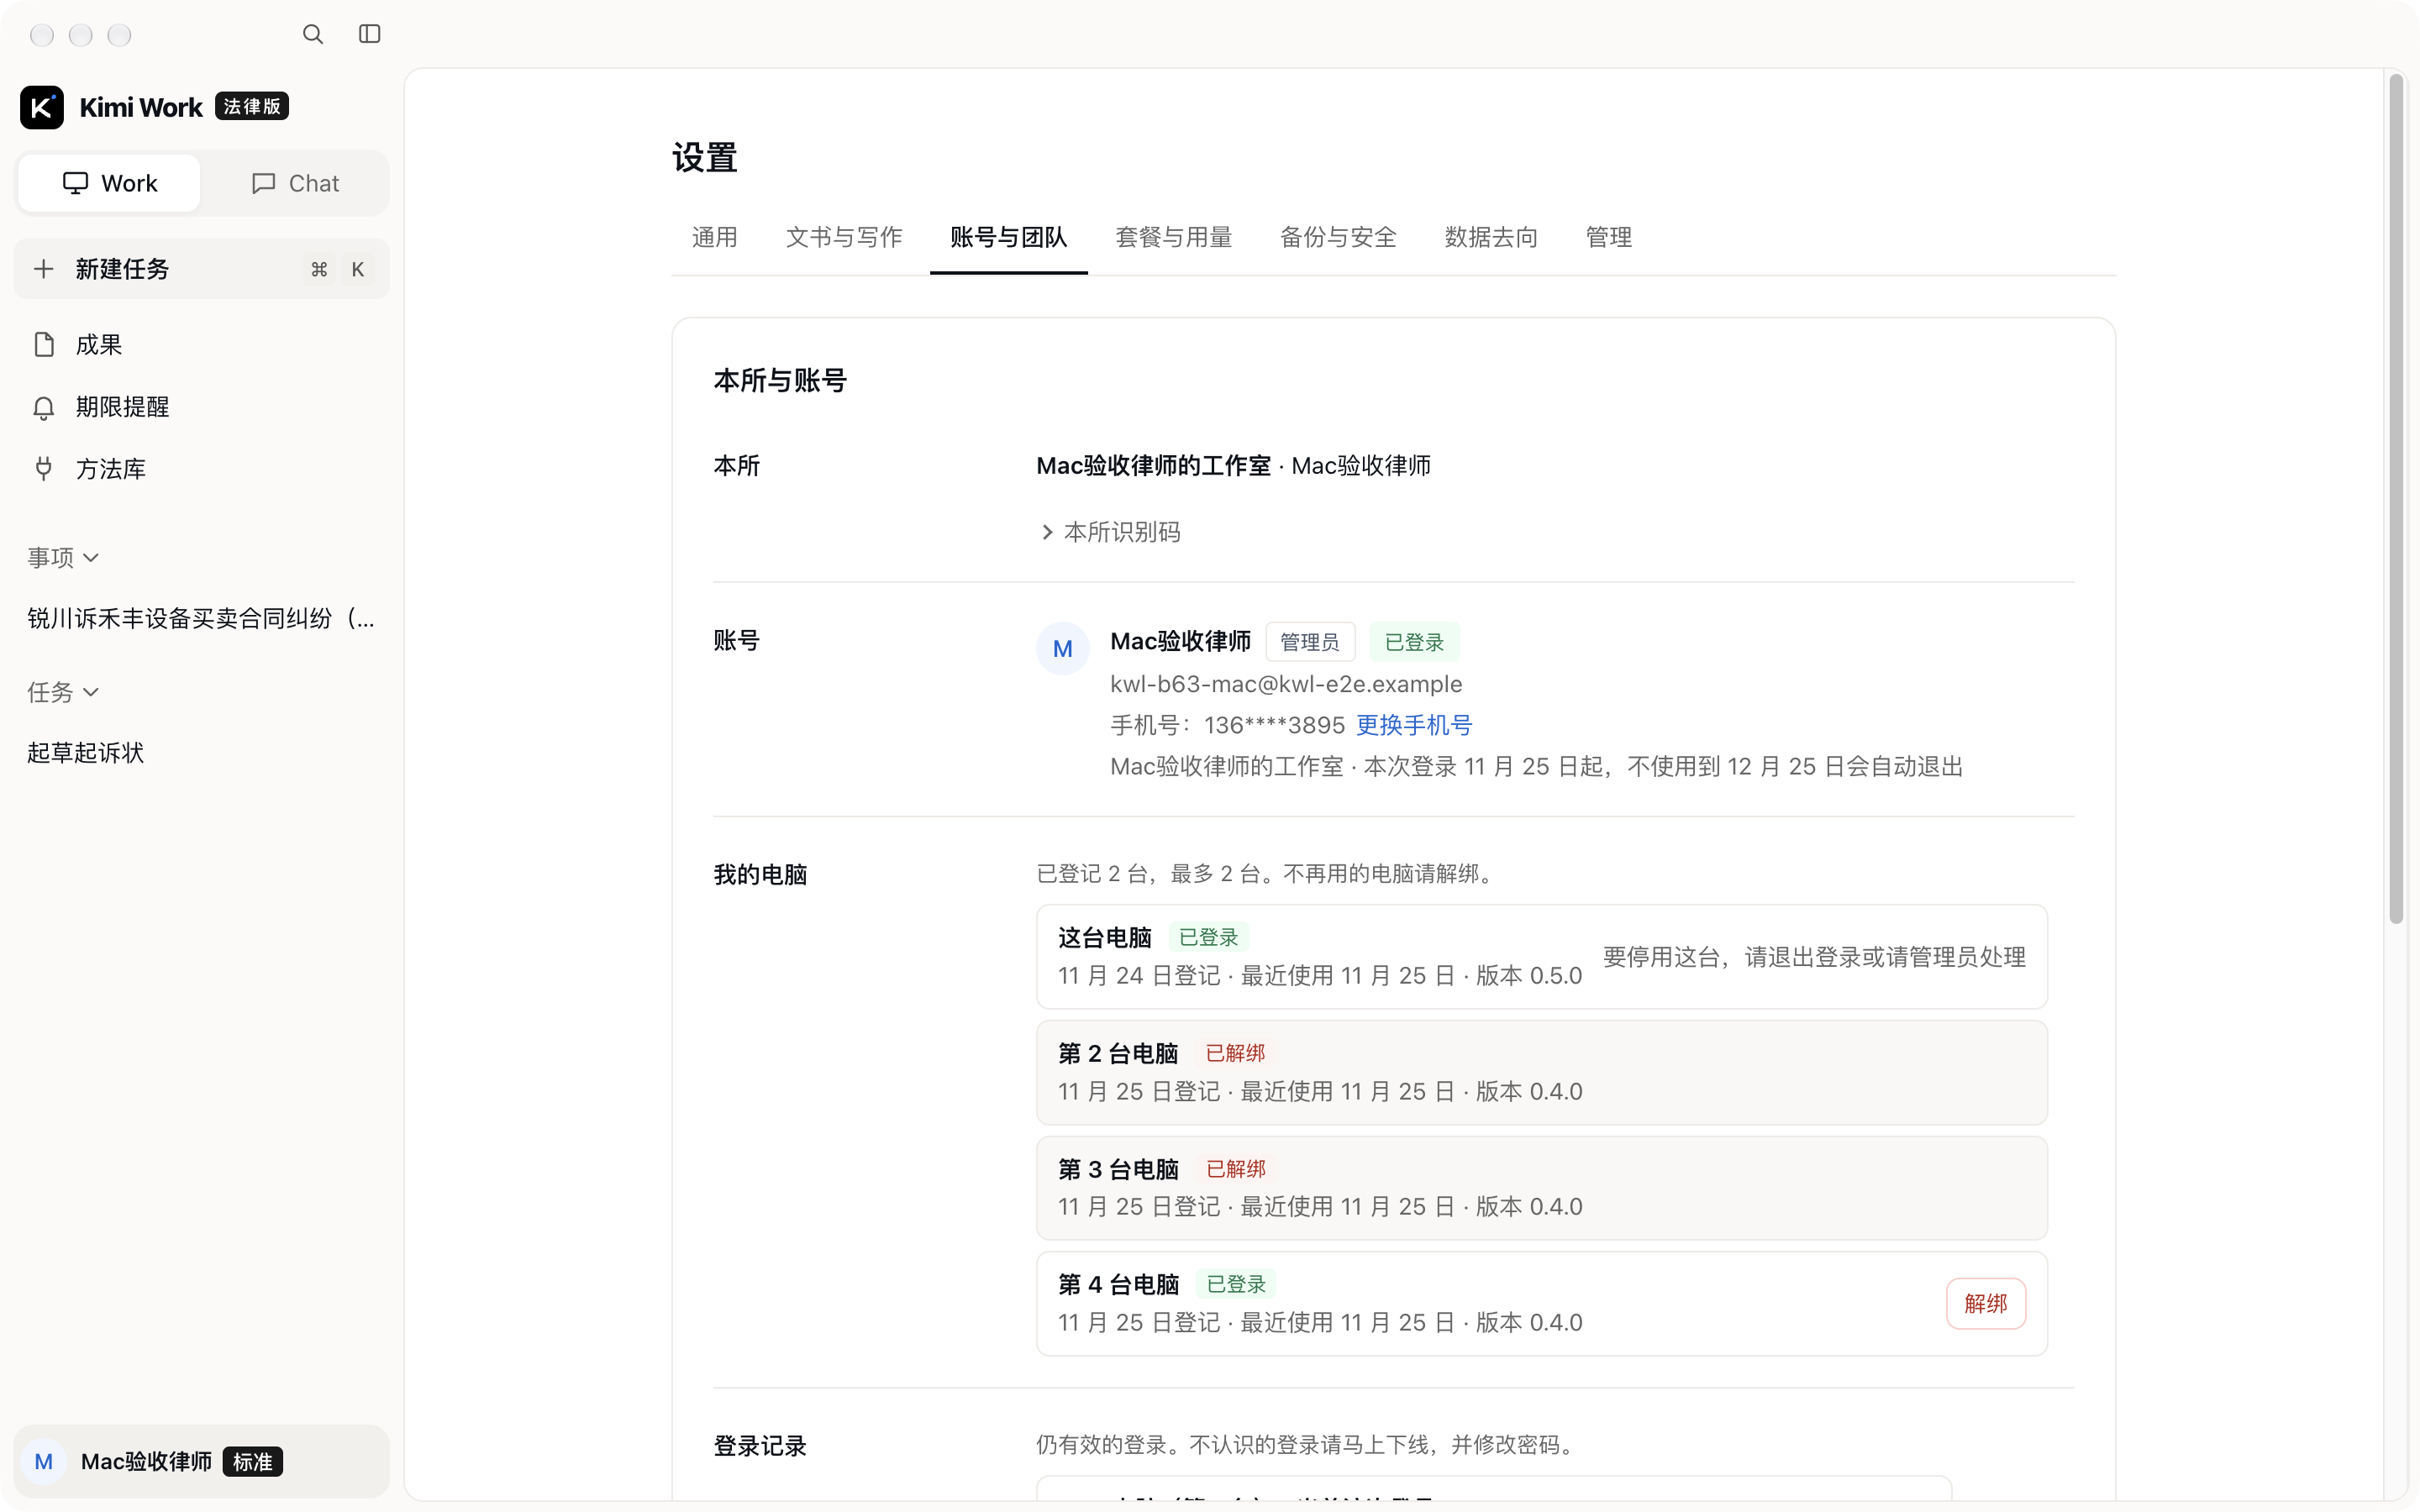 Kimi Work 法律版
Work
Chat
新建任务 ⌘ K
成果
期限提醒
方法库
事项
锐川诉禾丰设备买卖合同纠纷（...
任务
起草起诉状
M Mac验收律师 标准
设置
通用 文书与写作 账号与团队 套餐与用量 备份与安全 数据去向 管理
本所与账号
本所
Mac验收律师的工作室 · Mac验收律师
本所识别码
账号
M Mac验收律师 管理员 已登录
kwl-b63-mac@kwl-e2e.example
手机号：136****3895 更换手机号
Mac验收律师的工作室 · 本次登录 11 月 25 日起，不使用到 12 月 25 日会自动退出
我的电脑
已登记 2 台，最多 2 台。不再用的电脑请解绑。
这台电脑 已登录
11 月 24 日登记 · 最近使用 11 月 25 日 · 版本 0.5.0
要停用这台，请退出登录或请管理员处理
第 2 台电脑 已解绑
11 月 25 日登记 · 最近使用 11 月 25 日 · 版本 0.4.0
第 3 台电脑 已解绑
11 月 25 日登记 · 最近使用 11 月 25 日 · 版本 0.4.0
第 4 台电脑 已登录
11 月 25 日登记 · 最近使用 11 月 25 日 · 版本 0.4.0
解绑
登录记录
仍有效的登录。不认识的登录请马上下线，并修改密码。